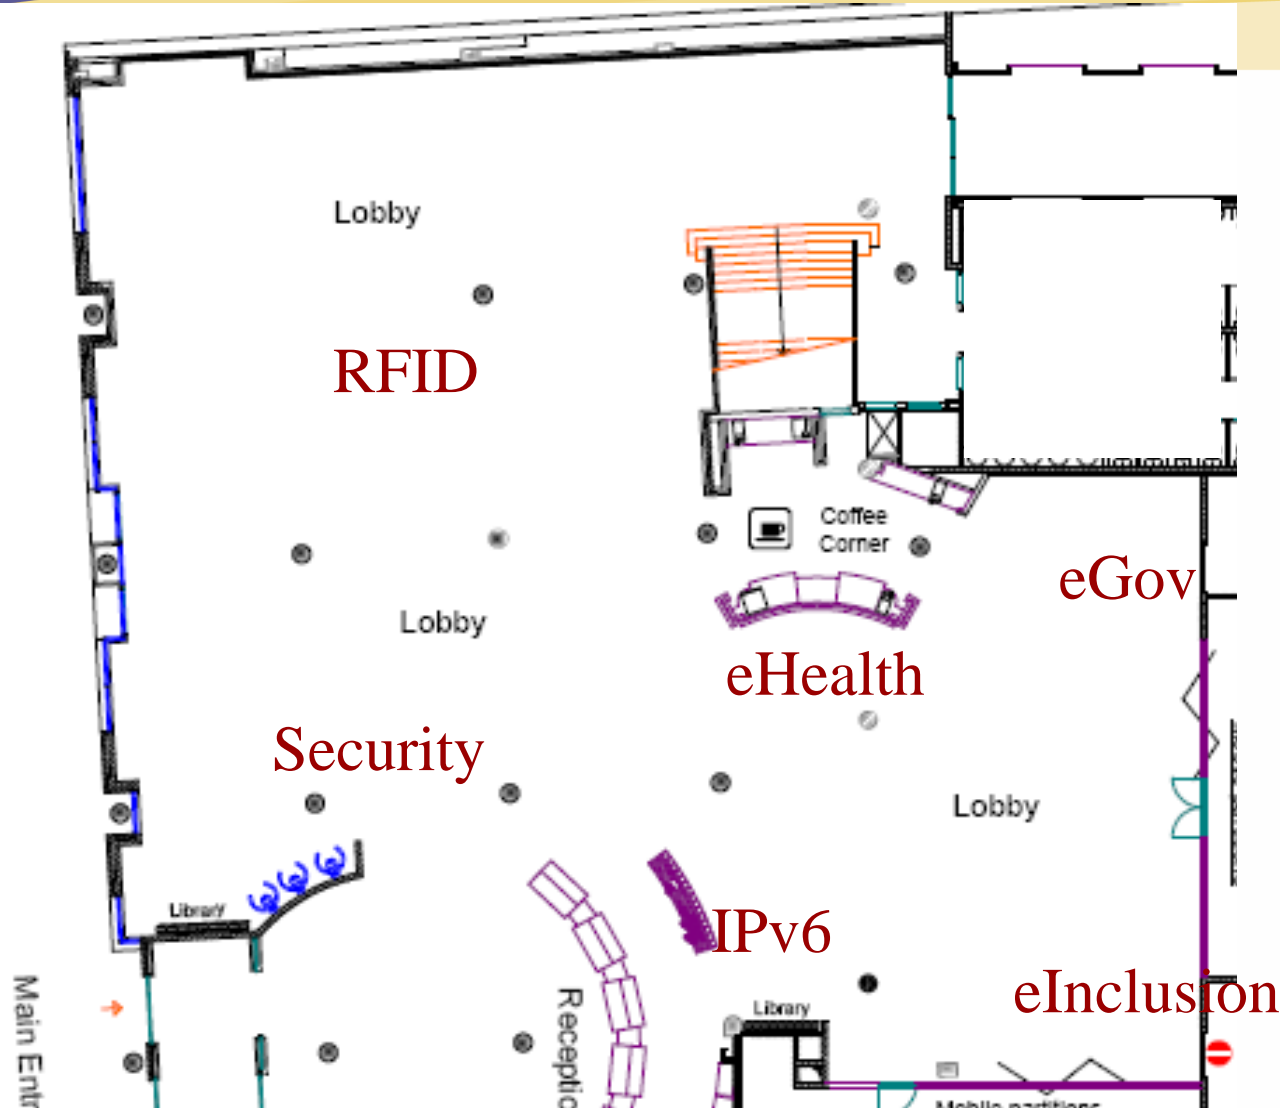 Lobby
RFID
Coffee
Corner
eGov
Lobby
eHealth
Security
Lobby
Library
IPv6
eInclusion
Library
Main Entr
Receptic
Mobile partitions